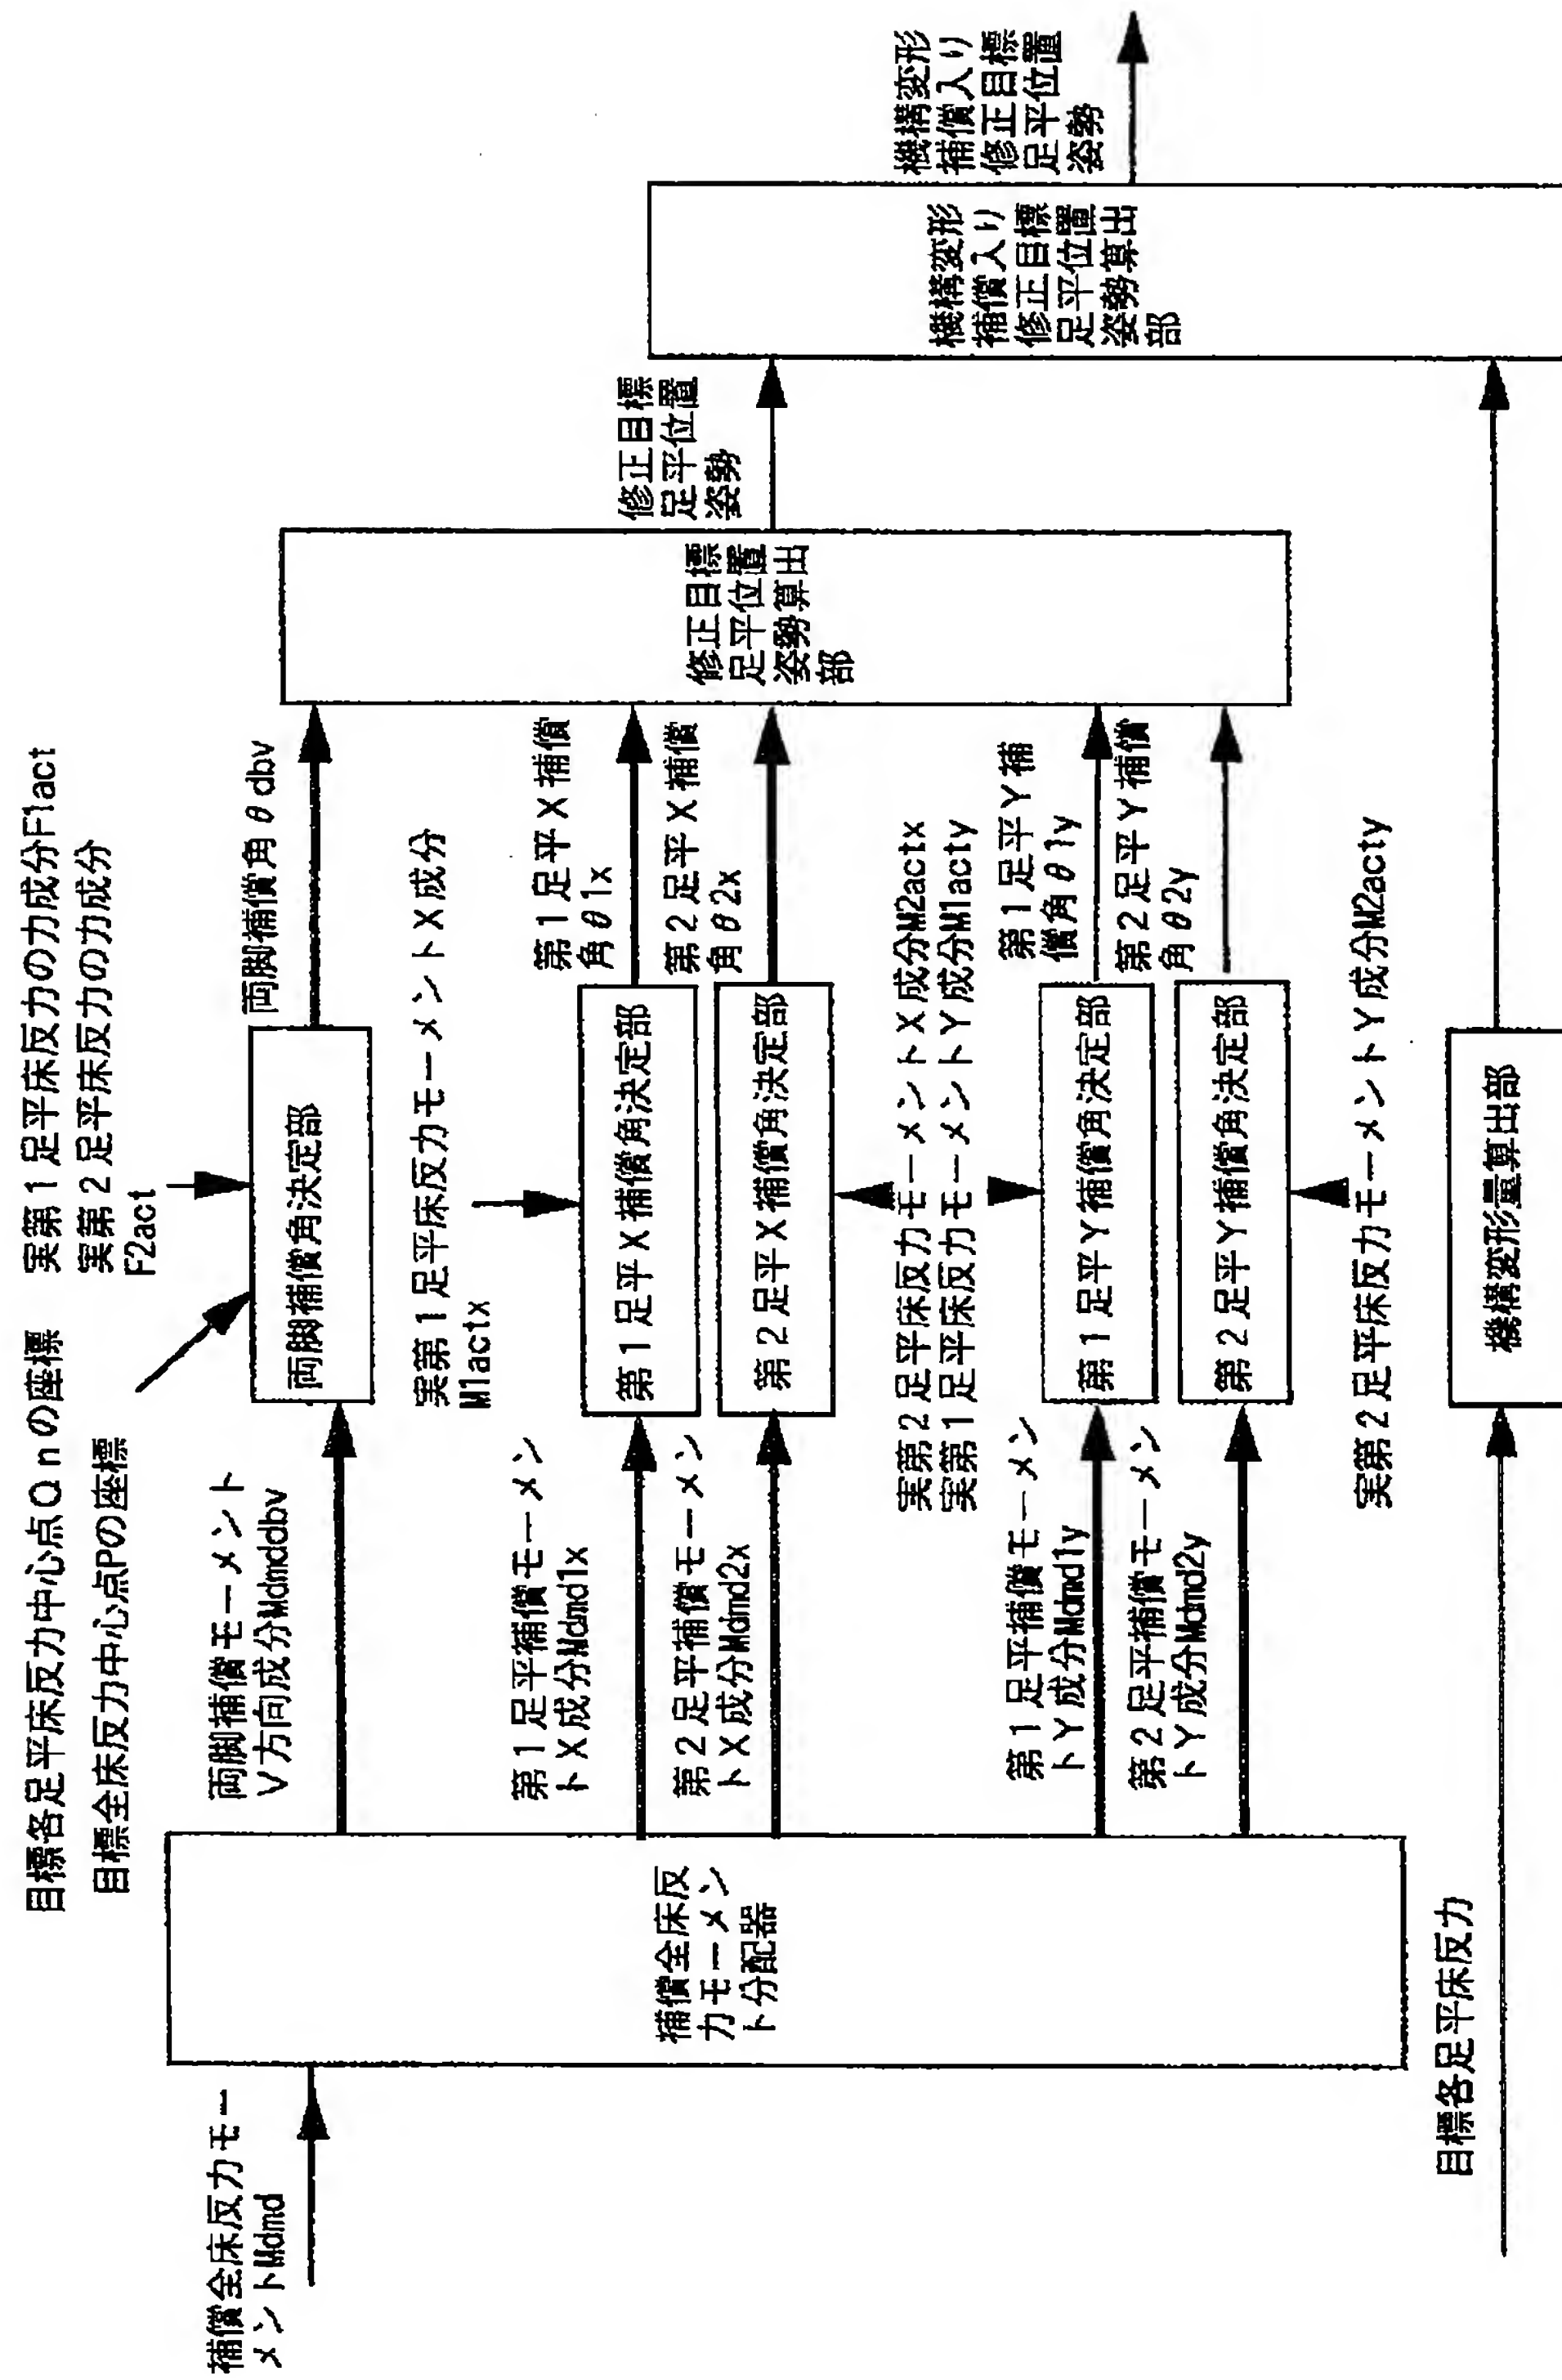 補償全床反力モー
メントMdmd
補償全床反
力モーメン
ト分配器
目標各足平床反力中心点Qnの座標
目標全床反力中心点Pの座標
実第1足平床反力の力成分F1act
実第2足平床反力の力成分
F2act
両脚補償モーメント
V方向成分Mdmddbv
両脚補償角決定部
両脚補償角θdbv
実第1足平床反力モーメントX成分
M1actx
第1足平補償モーメン
トX成分Mdmd1x
第1足平X補償角決定部
第1足平X補償
角θ1x
第2足平補償モーメン
トX成分Mdmd2x
第2足平X補償角決定部
第2足平X補償
角θ2x
実第2足平床反力モーメントX成分M2actx
実第1足平床反力モーメントY成分M1acty
第1足平補償モーメン
トY成分Mdmd1y
第1足平Y補償角決定部
第1足平Y補
償角θ1y
第2足平補償モーメン
トY成分Mdmd2y
第2足平Y補償角決定部
第2足平Y補償
角θ2y
実第2足平床反力モーメントY成分M2acty
目標各足平床反力
機構変形量算出部
修正目標
足平位置
姿勢算出
部
修正目標
足平位置
姿勢
機構変形
補償入り
修正目標
足平位置
姿勢算出
部
機構変形
補償入り
修正目標
足平位置
姿勢